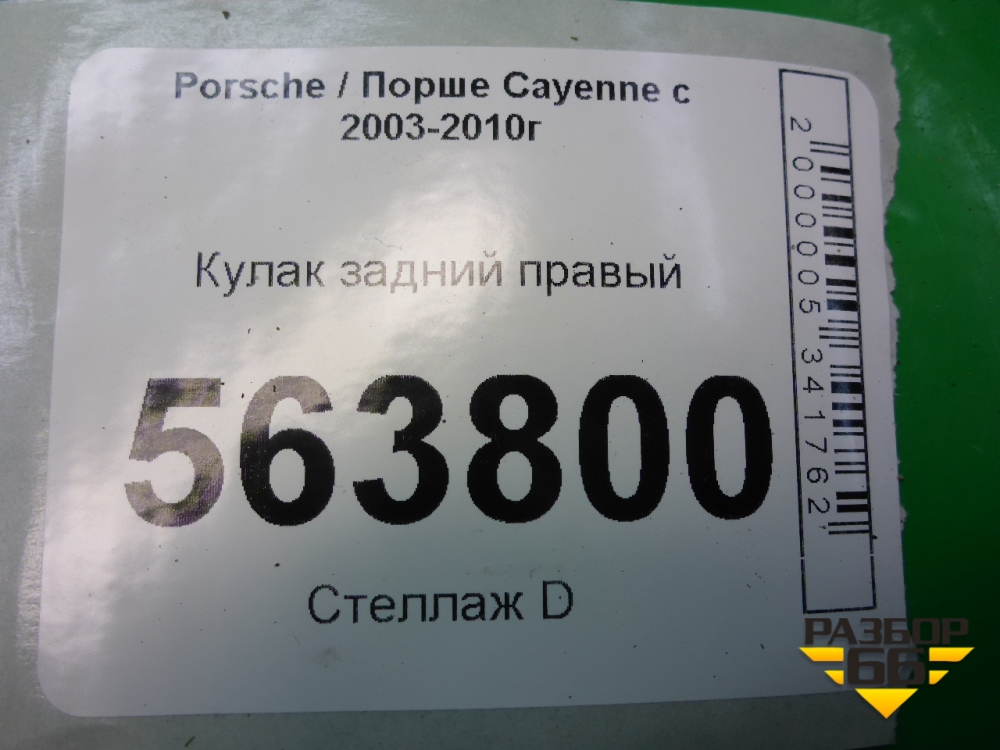 Porsche / Порше Cayenne с
2003-2010г
Кулак задний правый
563800
Стеллаж D
2000005341762
РАЗБОР
66